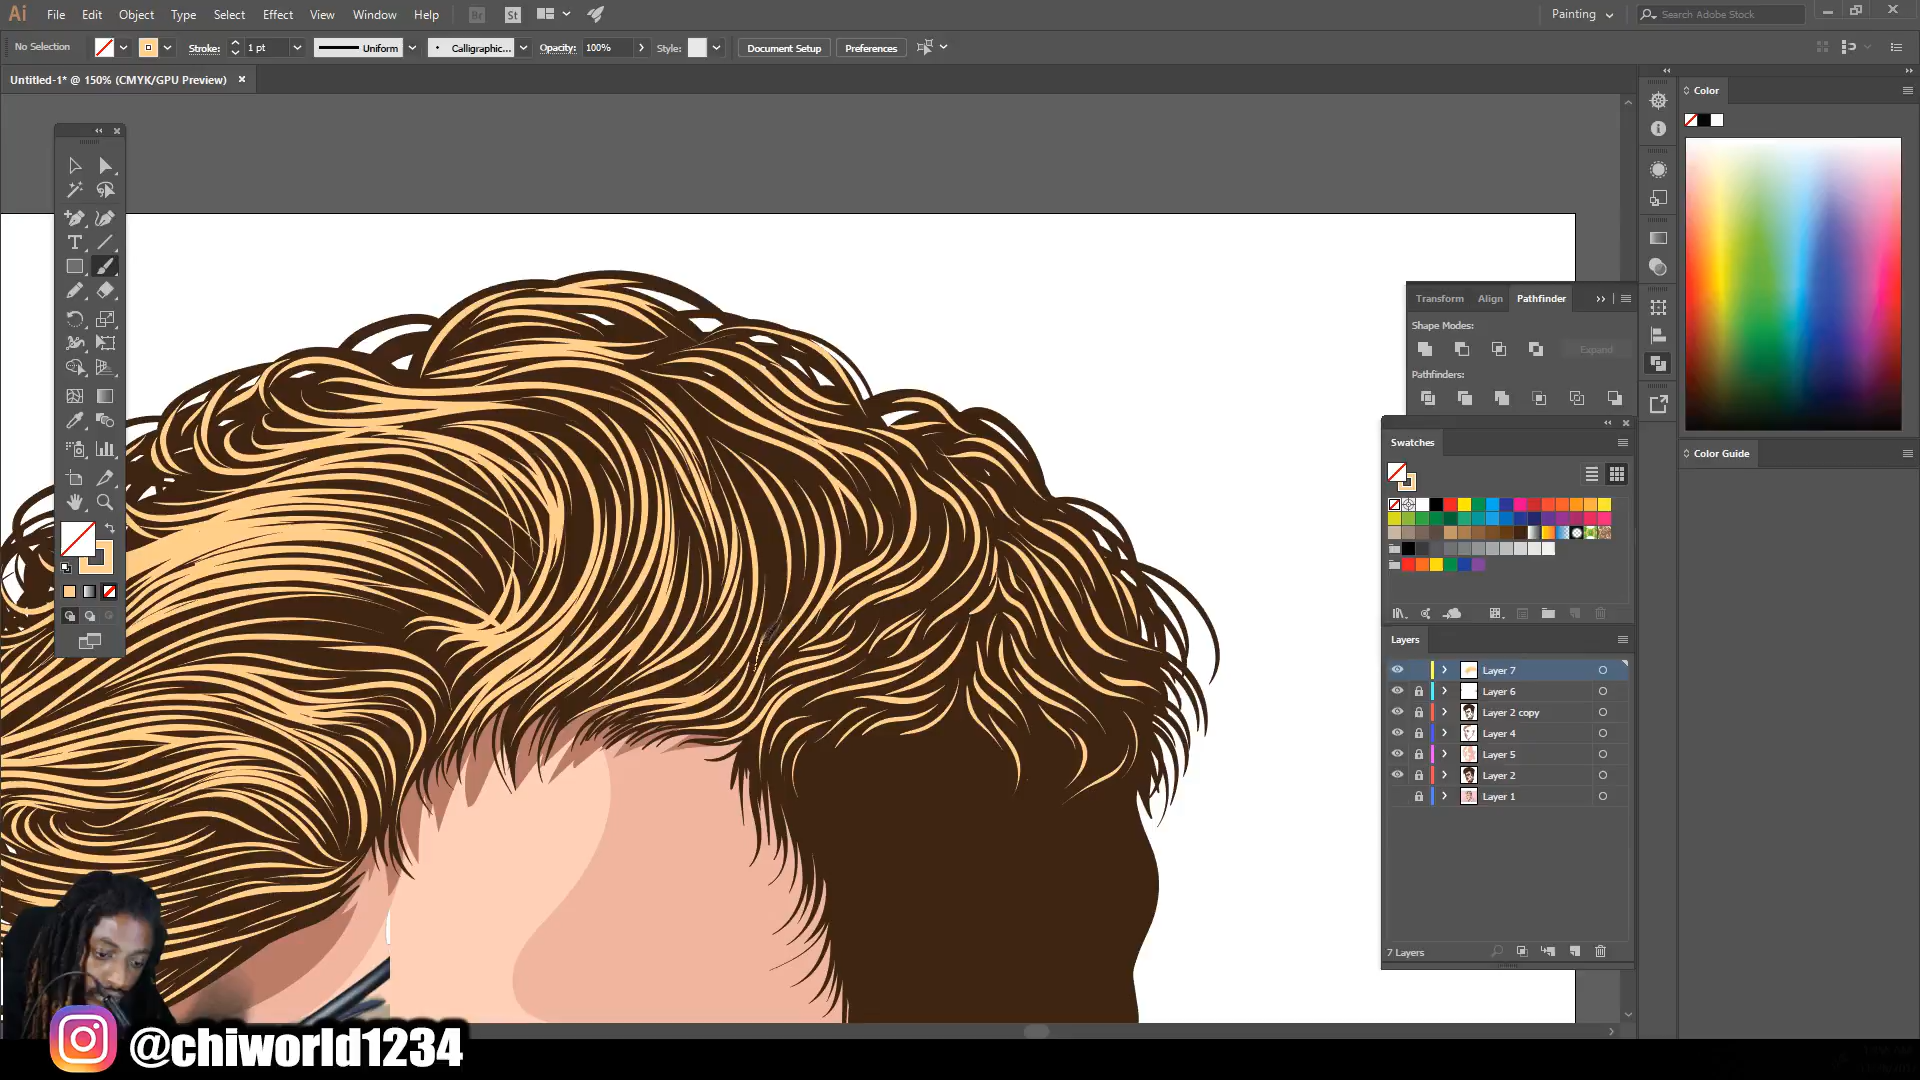 Ai File Edit Object Type Select Effect View Window Help Br St Painting Search Adobe Stock
No Selection Stroke: 1 pt Uniform Calligraphic... Opacity: 100% Style: Document Setup Preferences
Untitled-1* @ 150% (CMYK/GPU Preview)
Color
Transform Align Pathfinder
Shape Modes:
Expand
Pathfinders:
Swatches
Color Guide
Layers
Layer 7
Layer 6
Layer 2 copy
Layer 4
Layer 5
Layer 2
Layer 1
7 Layers
@chiworld1234